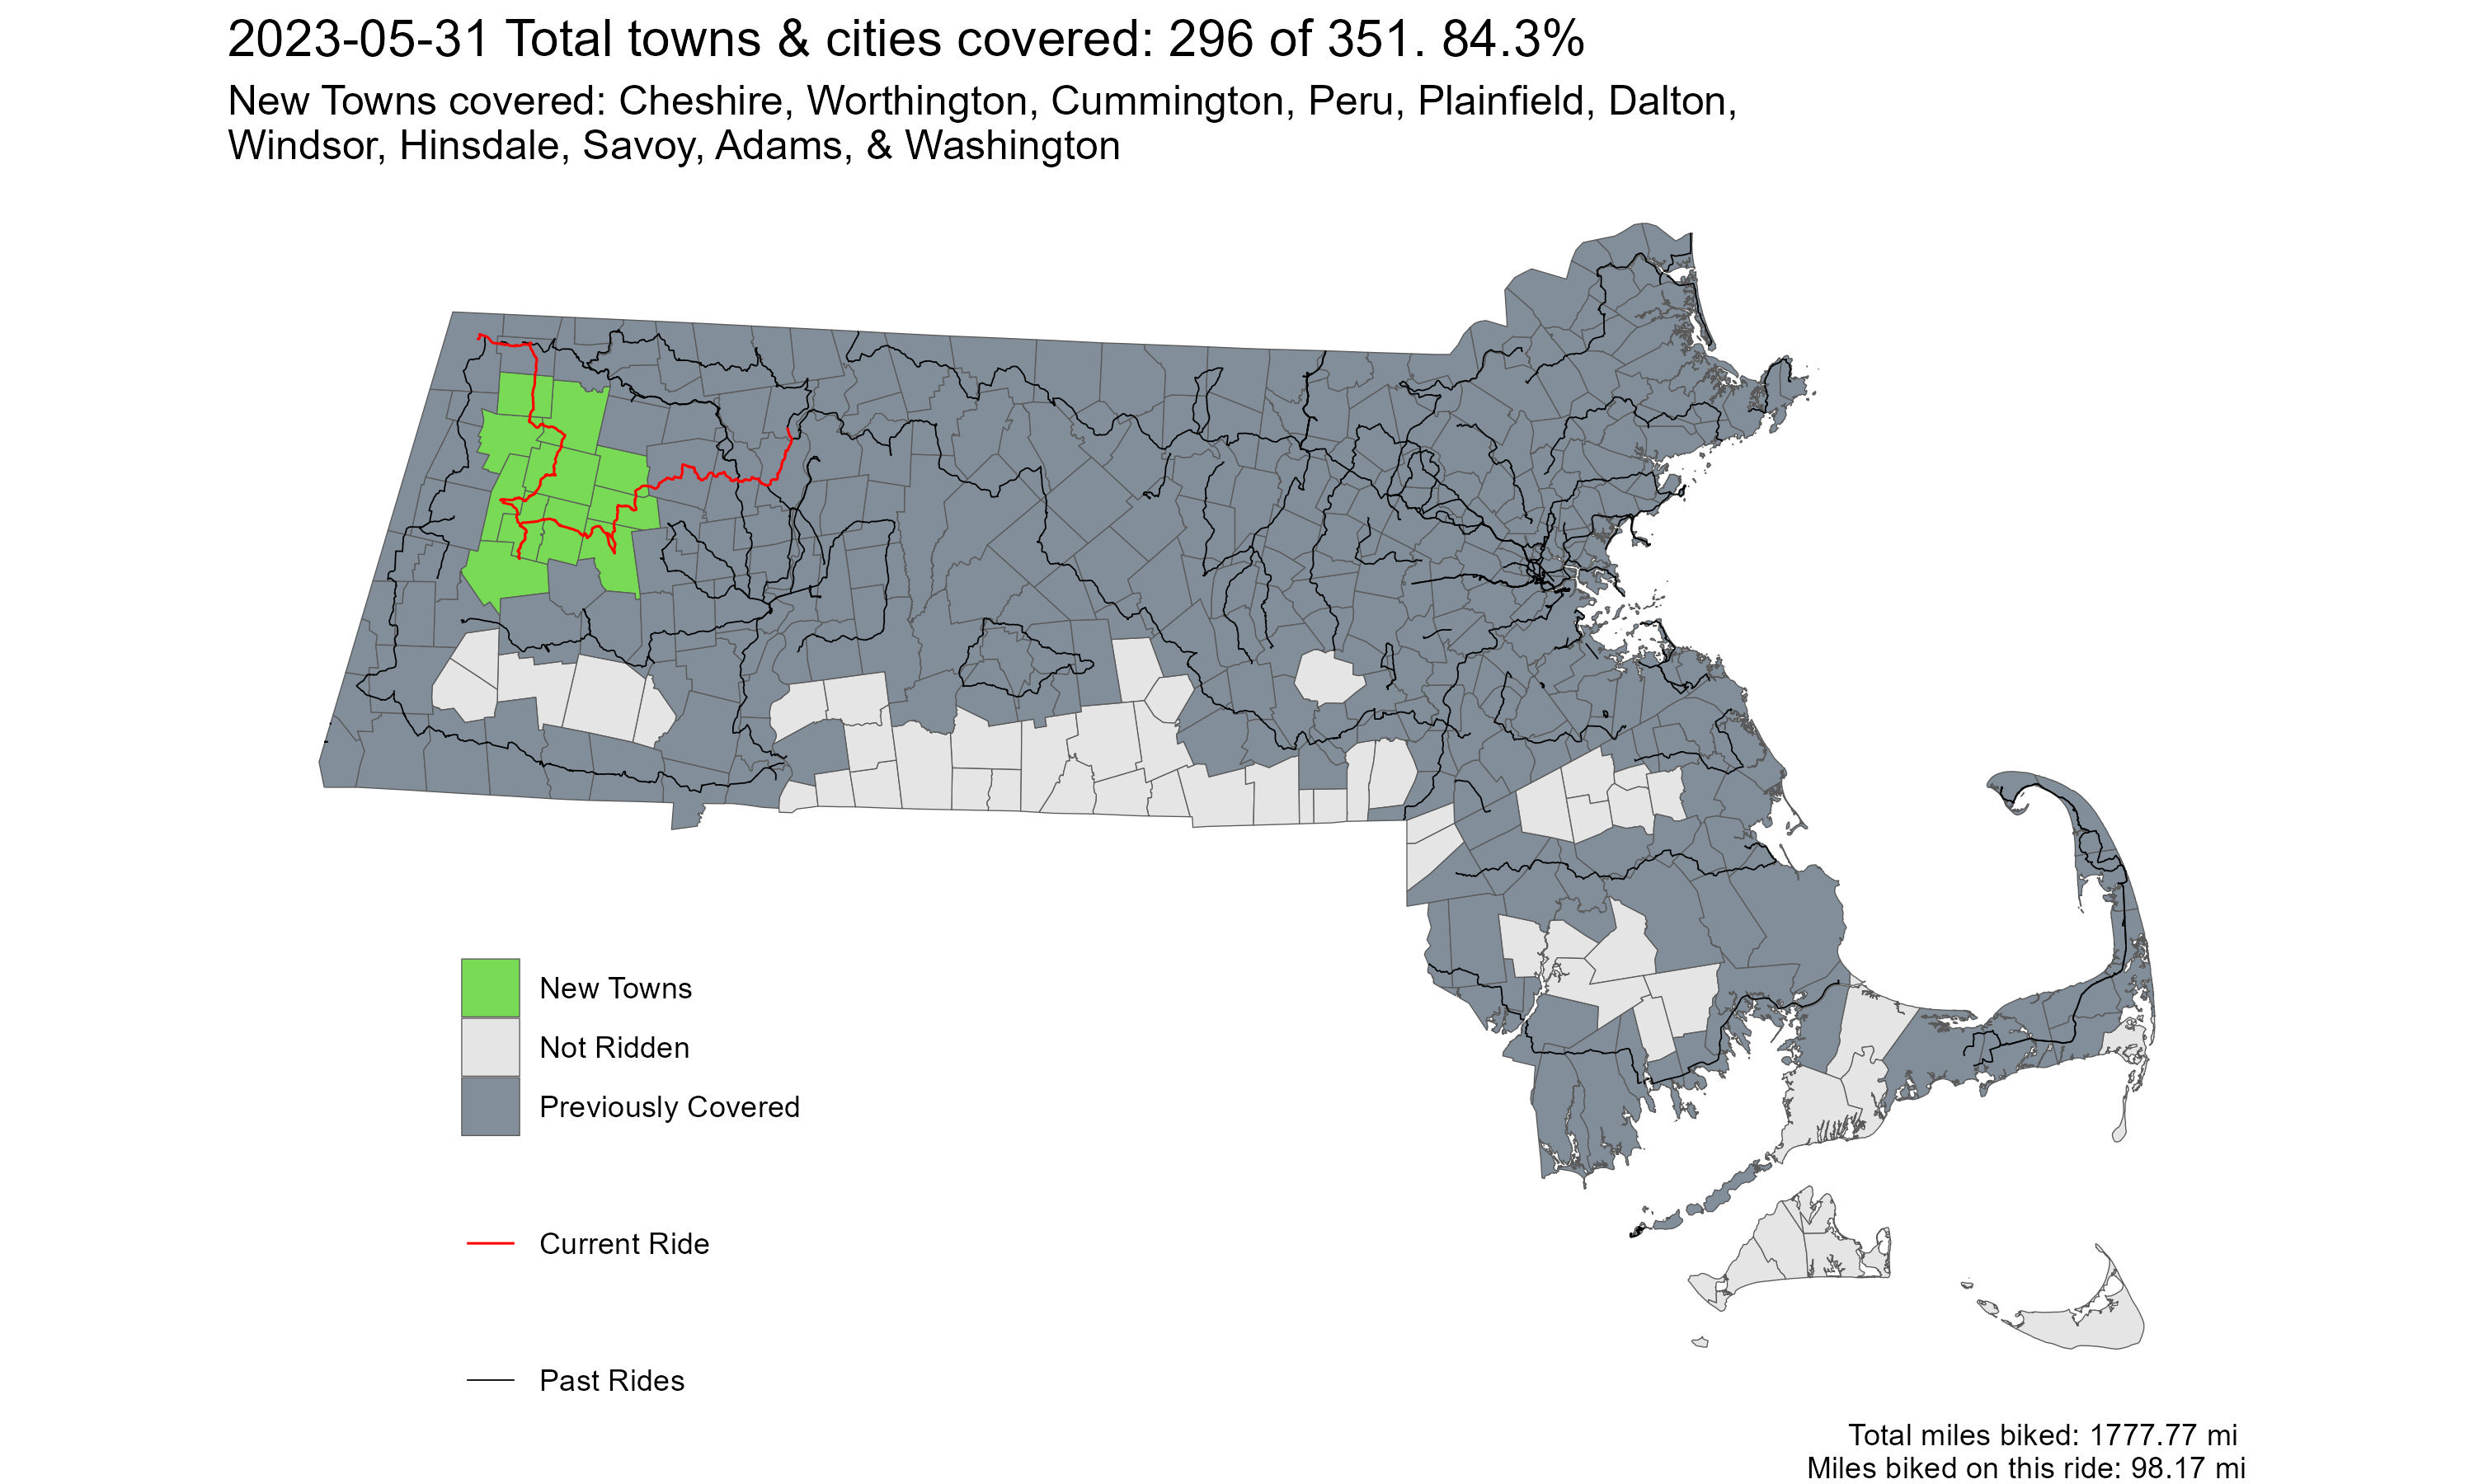 2023-05-31 Total towns & cities covered: 296 of 351. 84.3%
New Towns covered: Cheshire, Worthington, Cummington, Peru, Plainfield, Dalton,
Windsor, Hinsdale, Savoy, Adams, & Washington
New Towns
Not Ridden
Previously Covered
Current Ride
Past Rides
Total miles biked: 1777.77 mi
Miles biked on this ride: 98.17 mi